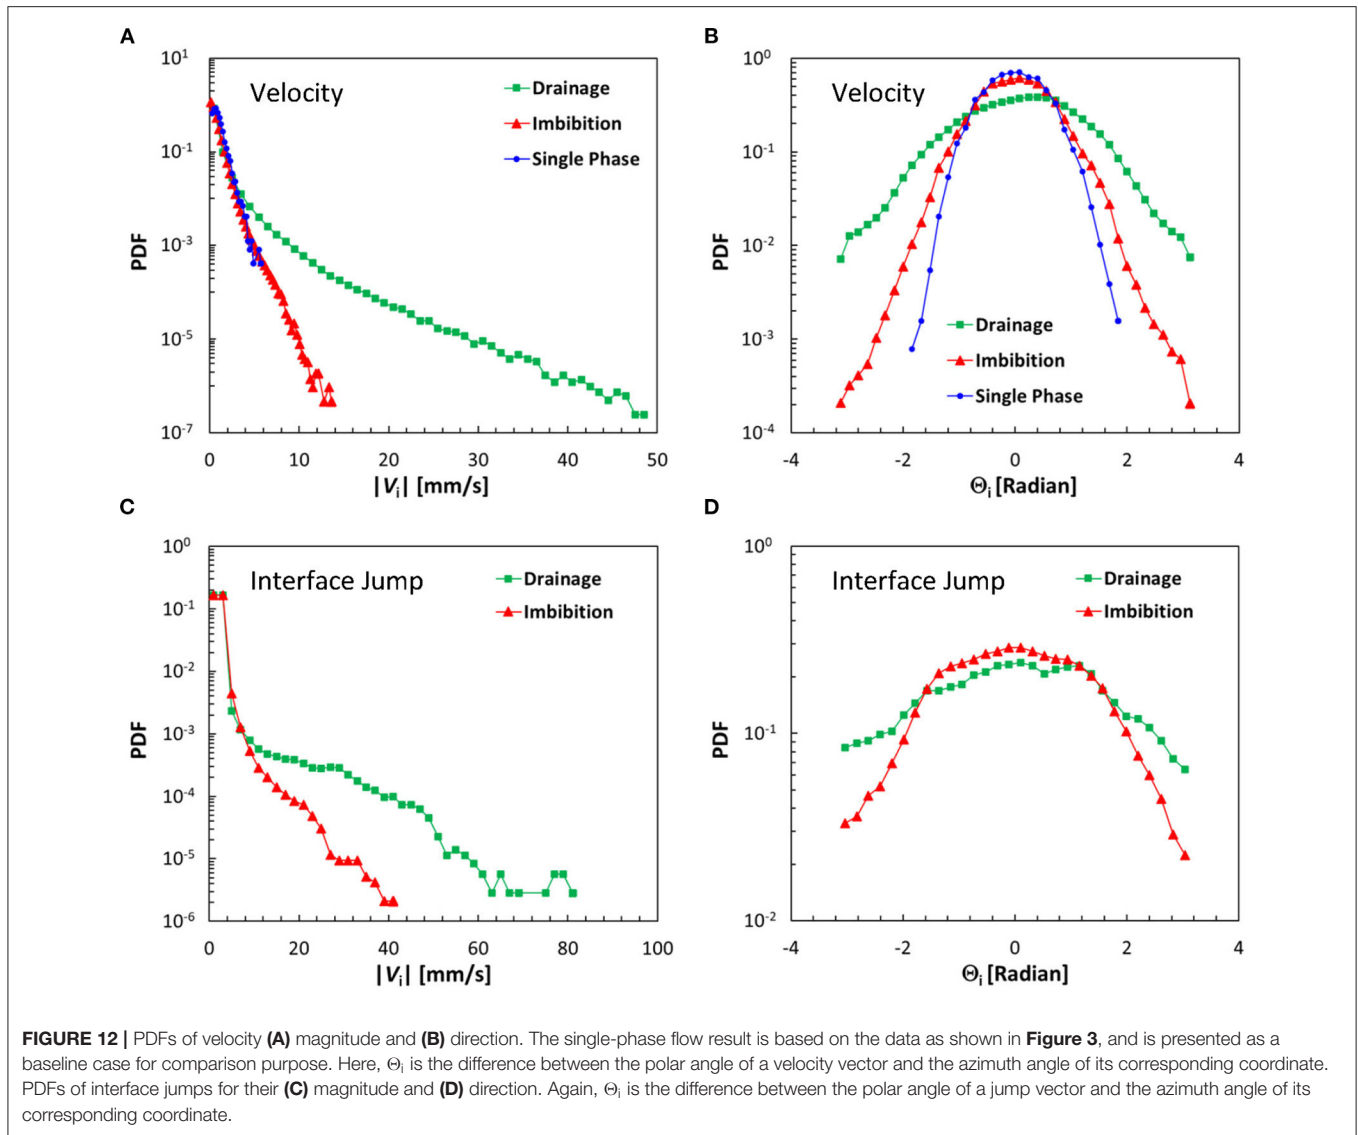 A
10¹
10⁻¹
10⁻³
10⁻⁵
10⁻⁷
PDF
Velocity
Drainage
Imbibition
Single Phase
0 10 20 30 40 50
|Vᵢ| [mm/s]
B
10⁰
10⁻¹
10⁻²
10⁻³
10⁻⁴
PDF
Velocity
Drainage
Imbibition
Single Phase
-4 -2 0 2 4
Θᵢ [Radian]
C
10⁰
10⁻¹
10⁻²
10⁻³
10⁻⁴
10⁻⁵
10⁻⁶
PDF
Interface Jump
Drainage
Imbibition
0 20 40 60 80 100
|Vᵢ| [mm/s]
D
10⁰
10⁻¹
10⁻²
PDF
Interface Jump
Drainage
Imbibition
-4 -2 0 2 4
Θᵢ [Radian]
FIGURE 12 | PDFs of velocity (A) magnitude and (B) direction. The single-phase flow result is based on the data as shown in Figure 3, and is presented as a
baseline case for comparison purpose. Here, Θᵢ is the difference between the polar angle of a velocity vector and the azimuth angle of its corresponding coordinate.
PDFs of interface jumps for their (C) magnitude and (D) direction. Again, Θᵢ is the difference between the polar angle of a jump vector and the azimuth angle of its
corresponding coordinate.